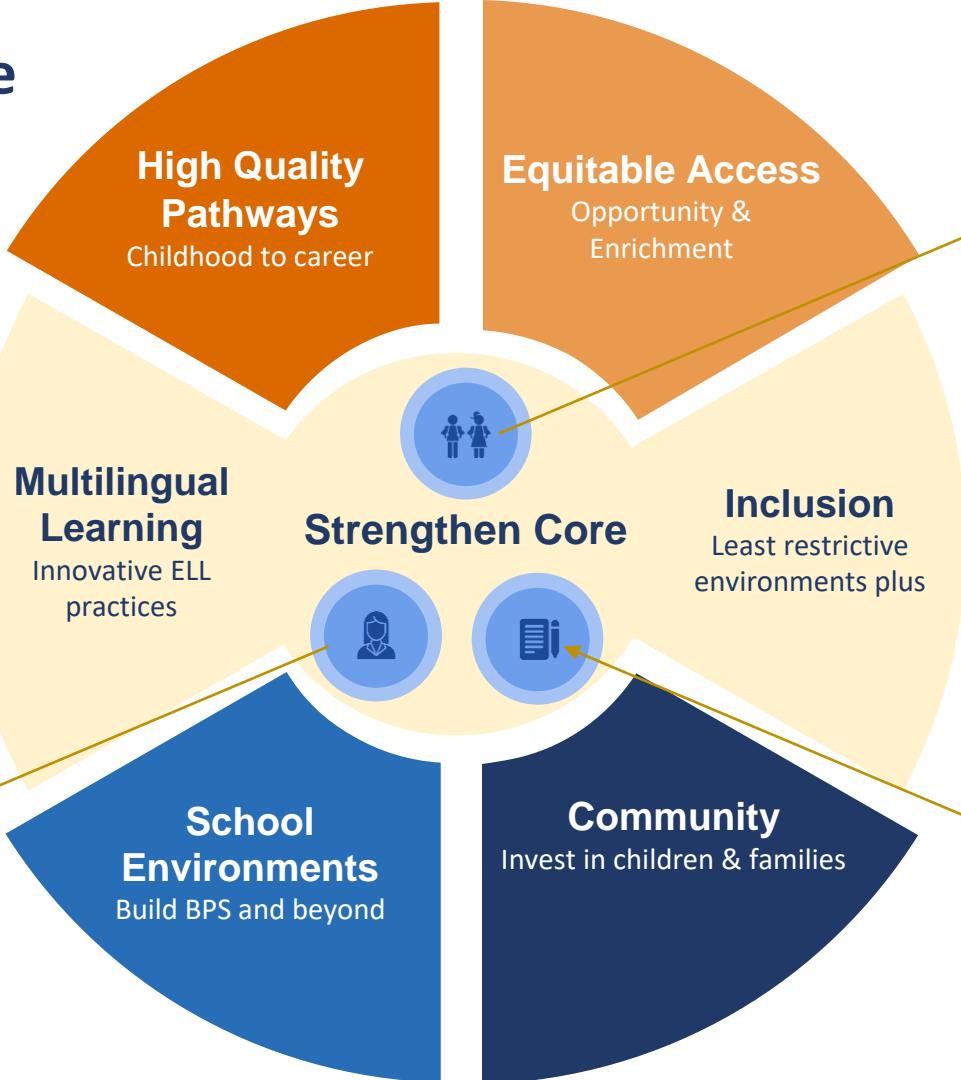 High Quality
Pathways
Childhood to career
Equitable Access
Opportunity &
Enrichment
Multilingual
Learning
Innovative ELL
practices
Strengthen Core
Inclusion
Least restrictive
environments plus
School
Environments
Build BPS and beyond
Community
Invest in children & families